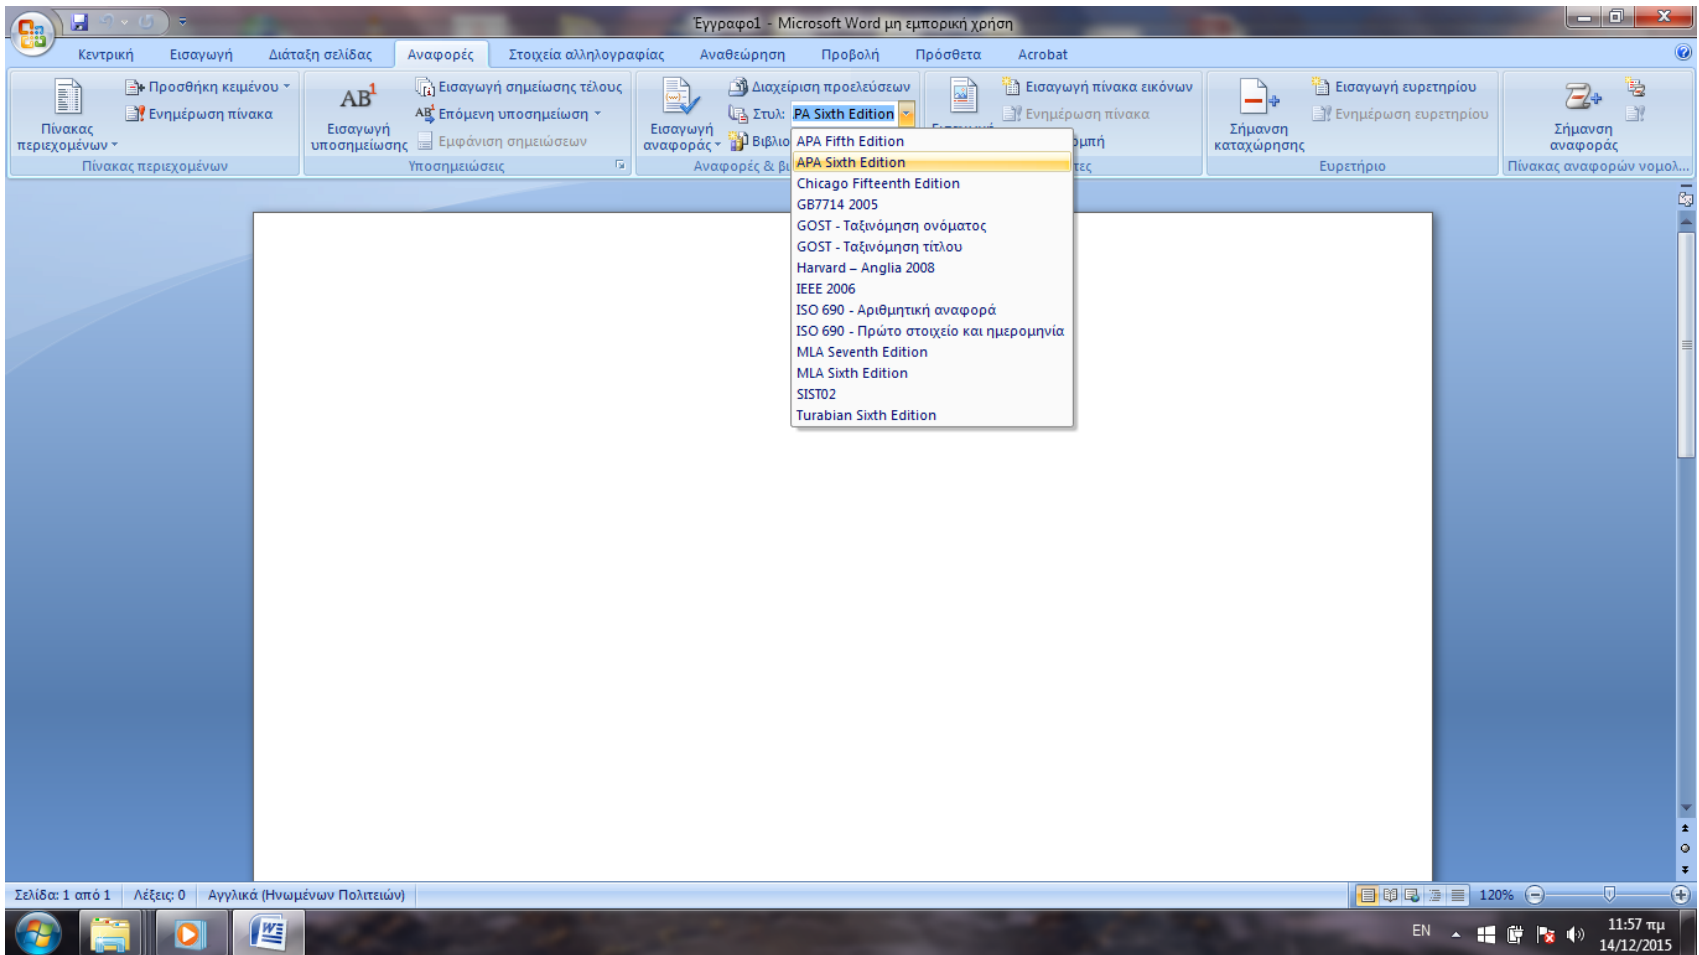 Έγγραφο1 - Microsoft Word μη εμπορική χρήση
Κεντρική Εισαγωγή Διάταξη σελίδας Αναφορές Στοιχεία αλληλογραφίας Αναθεώρηση Προβολή Πρόσθετα Acrobat
Πίνακας
περιεχομένων
Προσθήκη κειμένου
Ενημέρωση πίνακα
Πίνακας περιεχομένων
AB1
Εισαγωγή
υποσημείωσης
Εισαγωγή σημείωσης τέλους
AB1 Επόμενη υποσημείωση
Εμφάνιση σημειώσεων
Υποσημειώσεις
Εισαγωγή
αναφοράς
Διαχείριση προελεύσεων
Στυλ: PA Sixth Edition
Βιβλιο
Αναφορές & βι
APA Fifth Edition
APA Sixth Edition
Chicago Fifteenth Edition
GB7714 2005
GOST - Ταξινόμηση ονόματος
GOST - Ταξινόμηση τίτλου
Harvard – Anglia 2008
IEEE 2006
ISO 690 - Αριθμητική αναφορά
ISO 690 - Πρώτο στοιχείο και ημερομηνία
MLA Seventh Edition
MLA Sixth Edition
SIST02
Turabian Sixth Edition
Εισαγωγή πίνακα εικόνων
Ενημέρωση πίνακα
μπή
τες
Σήμανση
καταχώρησης
Εισαγωγή ευρετηρίου
Ενημέρωση ευρετηρίου
Ευρετήριο
Σήμανση
αναφοράς
Πίνακας αναφορών νομολ...
Σελίδα: 1 από 1 Λέξεις: 0 Αγγλικά (Ηνωμένων Πολιτειών) 120%
EN 11:57 πμ
14/12/2015